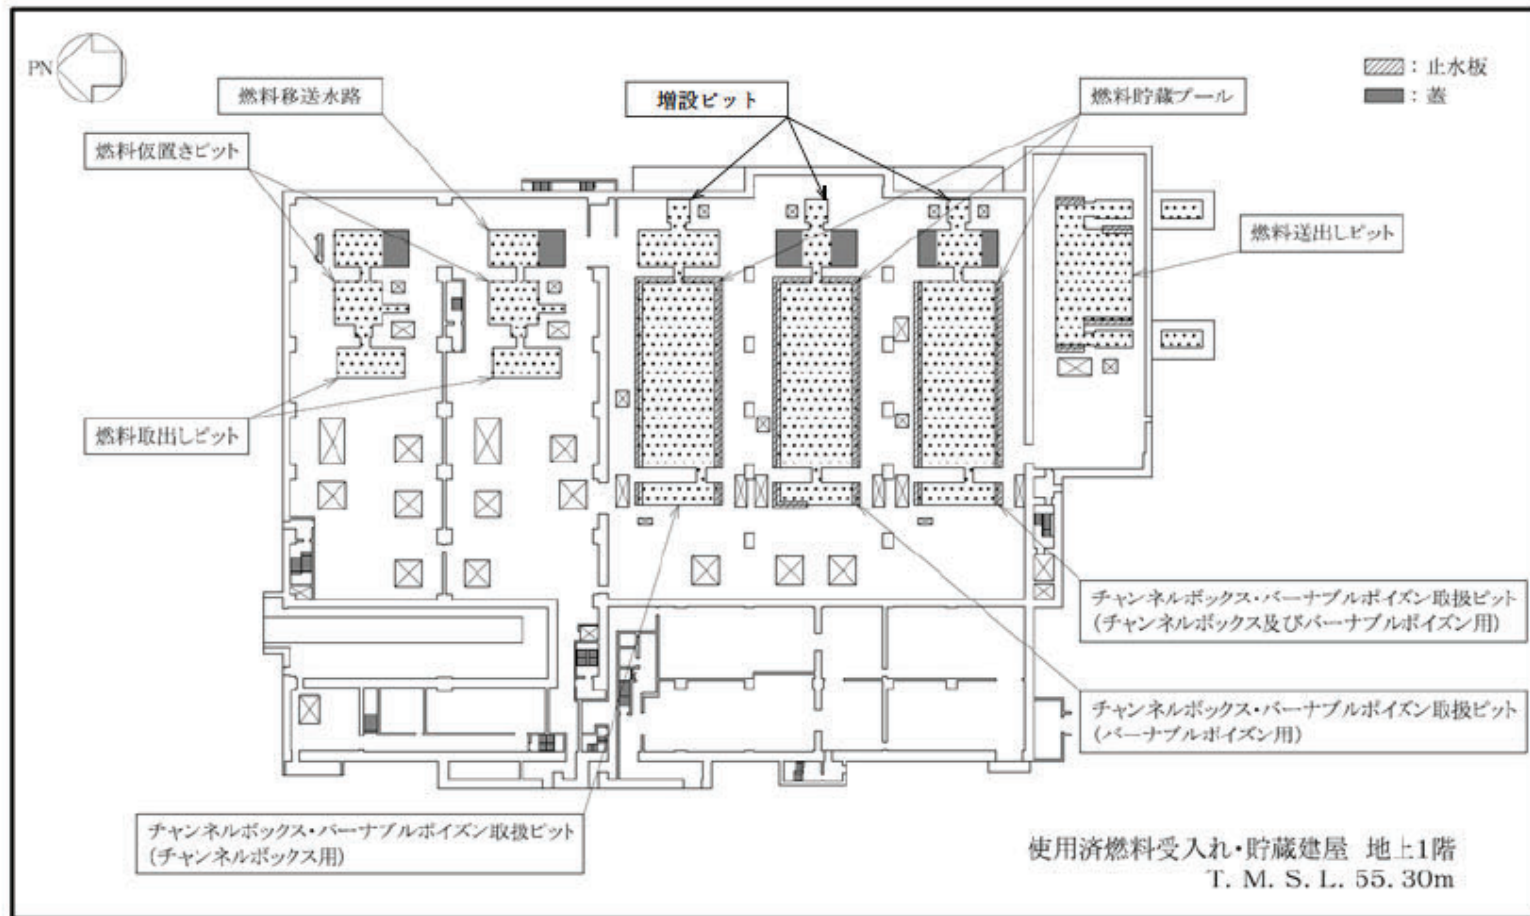 PN
燃料移送水路
増設ピット
燃料貯蔵プール
：止水板
：蓋
燃料仮置きピット
燃料送出しピット
燃料取出しピット
チャンネルボックス・バーナブルポイズン取扱ピット
(チャンネルボックス及びバーナブルポイズン用)
チャンネルボックス・バーナブルポイズン取扱ピット
(バーナブルポイズン用)
チャンネルボックス・バーナブルポイズン取扱ピット
(チャンネルボックス用)
使用済燃料受入れ・貯蔵建屋 地上1階
T. M. S. L. 55. 30m